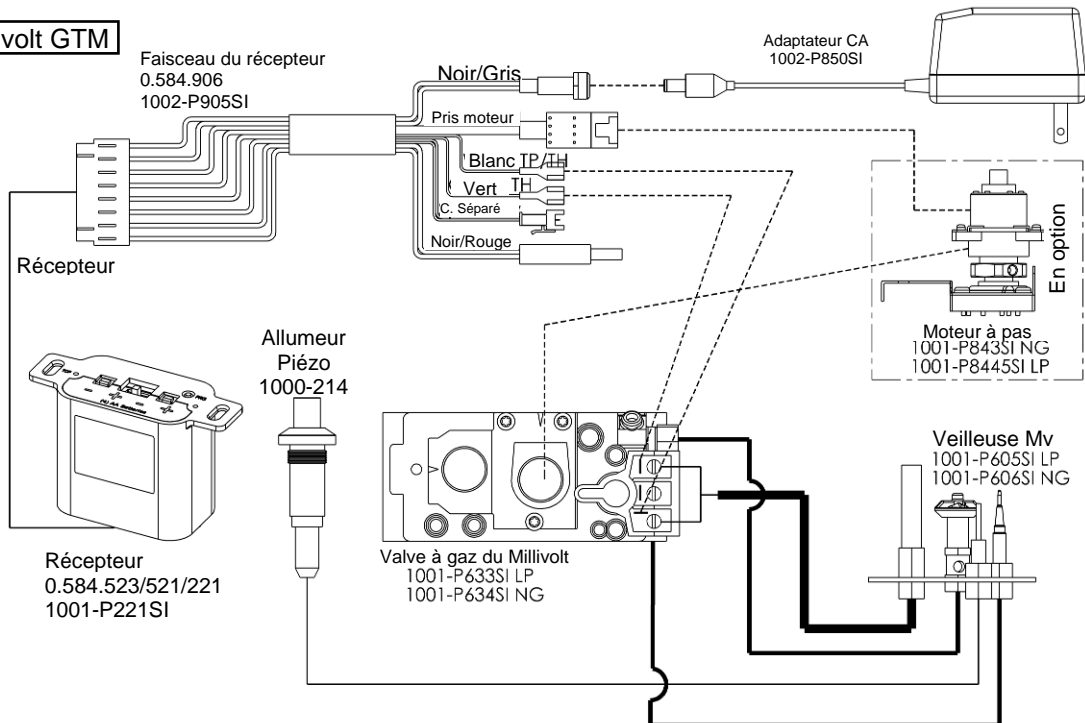 volt GTM
Faisceau du récepteur
0.584.906
1002-P905SI
Noir/Gris
Adaptateur CA
1002-P850SI
Pris moteur
Blanc TP/TH
Vert TH
C. Séparé
Noir/Rouge
Récepteur
En option
Moteur à pas
1001-P843SI NG
1001-P8445SI LP
Allumeur
Piézo
1000-214
Veilleuse Mv
1001-P605SI LP
1001-P606SI NG
Valve à gaz du Millivolt
1001-P633SI LP
1001-P634SI NG
Récepteur
0.584.523/521/221
1001-P221SI